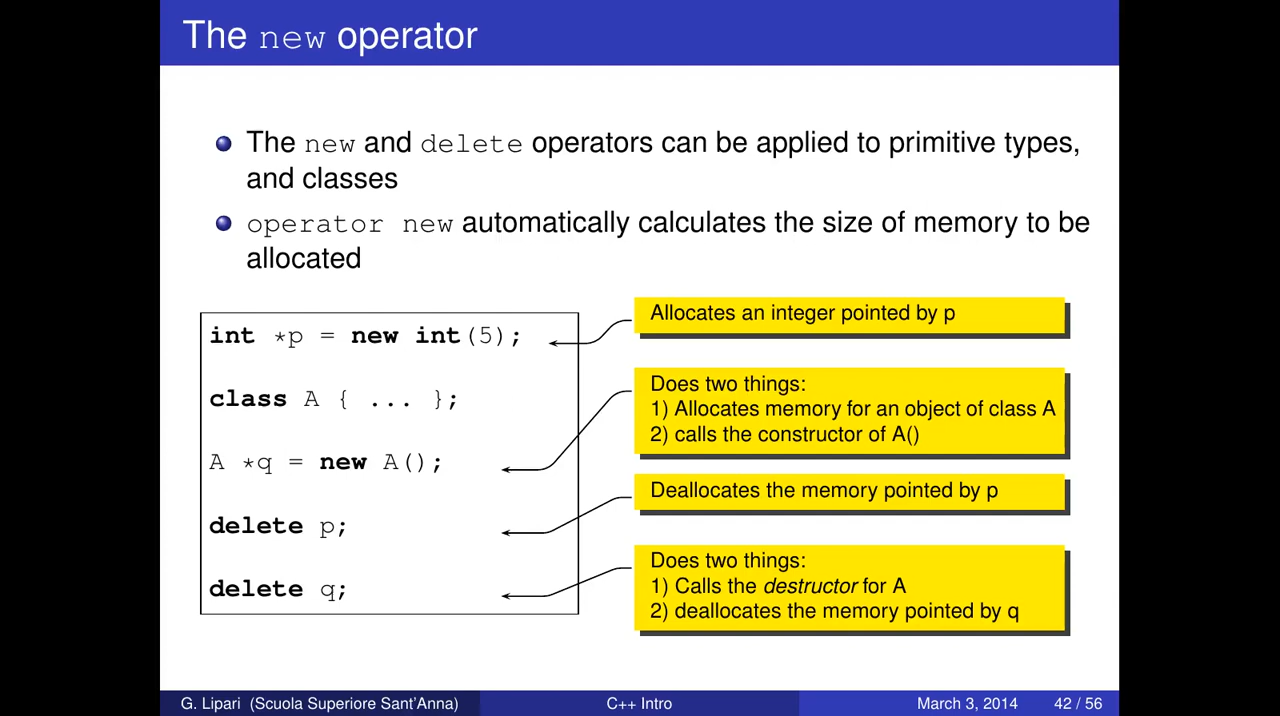 The new operator
The new and delete operators can be applied to primitive types,
and classes
operator new automatically calculates the size of memory to be
allocated
int *p = new int(5);
class A { ... };
A *q = new A();
delete p;
delete q;
Allocates an integer pointed by p
Does two things:
1) Allocates memory for an object of class A
2) calls the constructor of A()
Deallocates the memory pointed by p
Does two things:
1) Calls the destructor for A
2) deallocates the memory pointed by q
G. Lipari (Scuola Superiore Sant'Anna)
C++ Intro
March 3, 2014
42 / 56